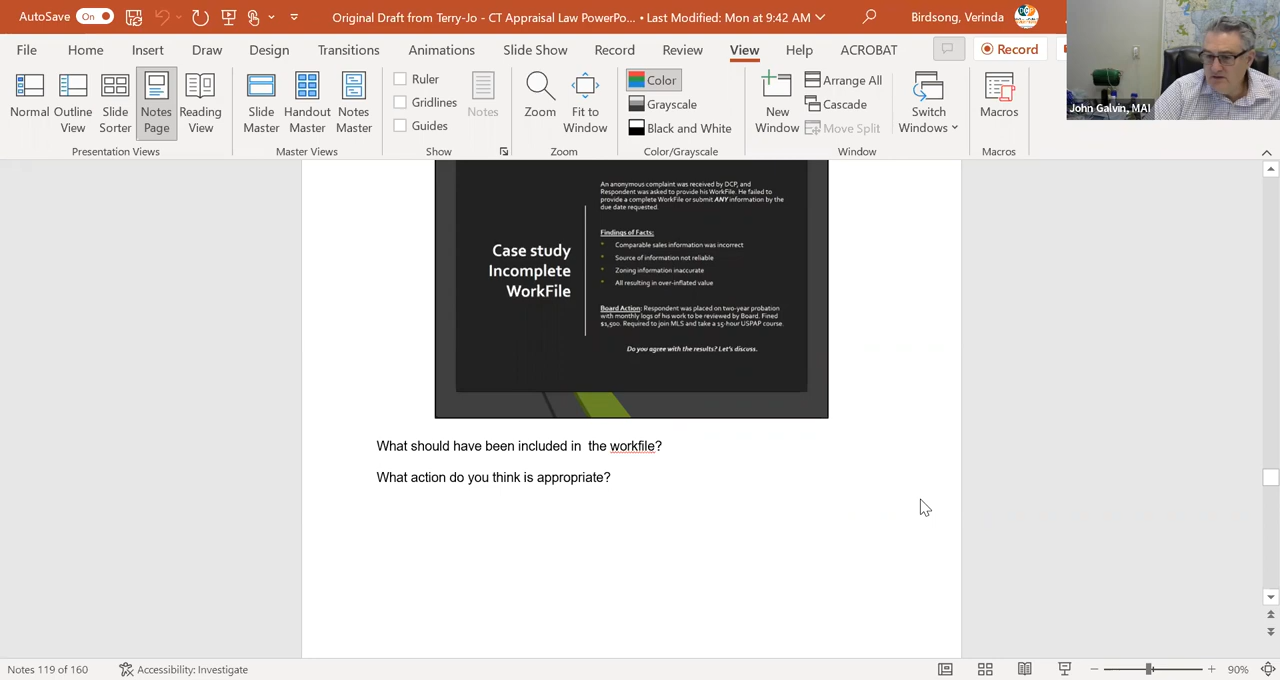 AutoSave On Original Draft from Terry-Jo - CT Appraisal Law PowerPo... • Last Modified: Mon at 9:42 AM Birdsong, Verinda
File Home Insert Draw Design Transitions Animations Slide Show Record Review View Help ACROBAT Record
Normal Outline View Slide Sorter Notes Page Reading View
Presentation Views
Slide Master Handout Master Notes Master
Master Views
Ruler
Gridlines
Guides
Notes
Show
Zoom Fit to Window
Zoom
Color
Grayscale
Black and White
Color/Grayscale
New Window
Arrange All
Cascade
Move Split
Switch Windows
Window
Macros
Macros
John Galvin, MAI
An anonymous complaint was received by DCP, and
Respondent was asked to provide his WorkFile. He failed to
provide a complete WorkFile or submit ANY information by the
due date requested.
Case study
Incomplete
WorkFile
Findings of Facts:
Comparable sales information was incorrect
Source of information not reliable
Zoning information inaccurate
All resulting in over-inflated value
Board Action: Respondent was placed on two-year probation
with monthly logs of his work to be reviewed by Board. Fined
$1,500. Required to join MLS and take a 15-hour USPAP course.
Do you agree with the results? Let's discuss.
What should have been included in  the workfile?
What action do you think is appropriate?
Notes 119 of 160 Accessibility: Investigate 90%